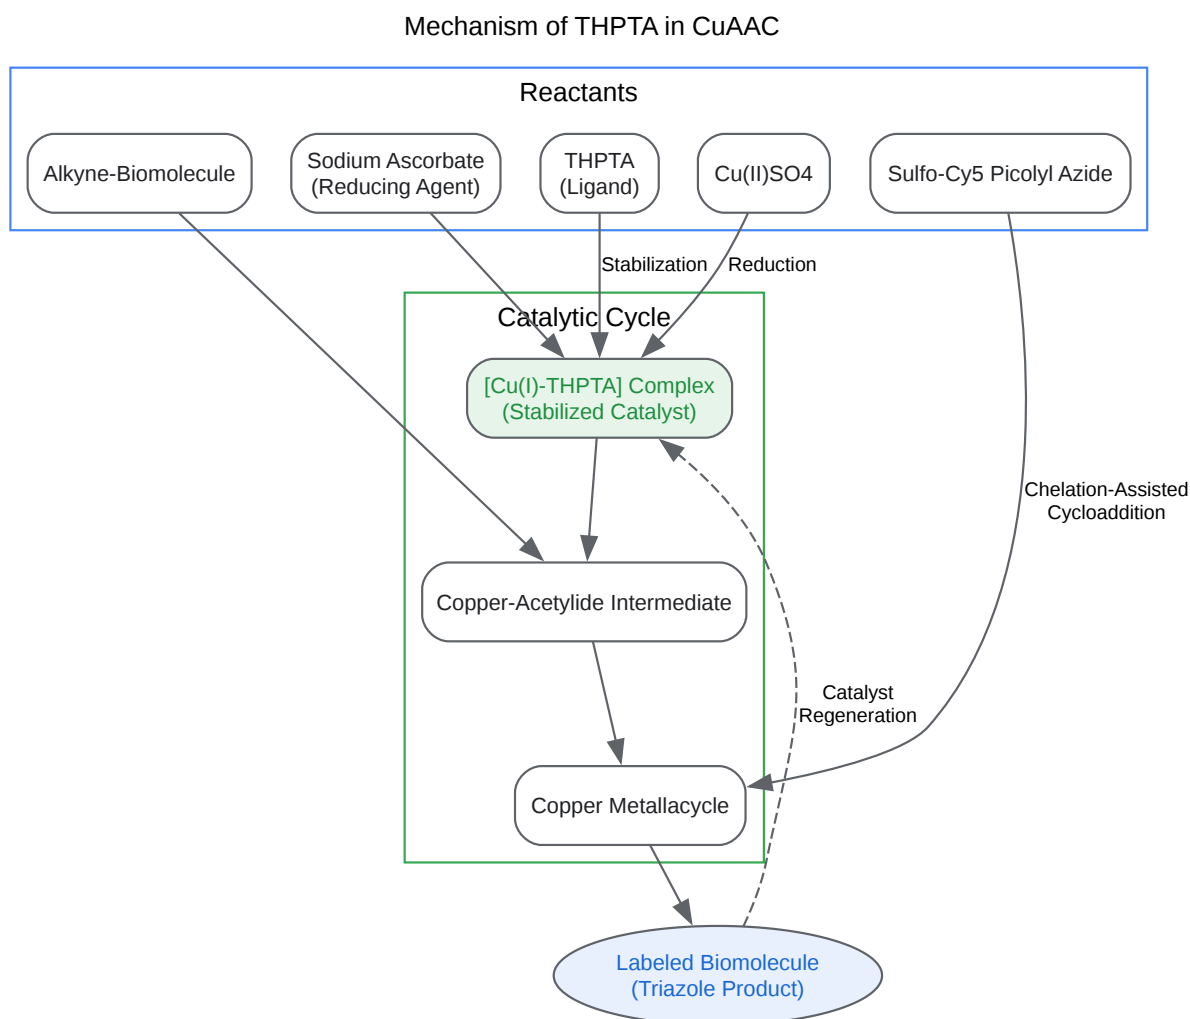 Mechanism of THPTA in CuAAC
Reactants
Alkyne-Biomolecule
Sodium Ascorbate
(Reducing Agent)
THPTA
(Ligand)
Cu(II)SO4
Sulfo-Cy5 Picolyl Azide
Stabilization
Reduction
Catalytic Cycle
[Cu(I)-THPTA] Complex
(Stabilized Catalyst)
Chelation-Assisted
Cycloaddition
Copper-Acetylide Intermediate
Catalyst
Regeneration
Copper Metallacycle
Labeled Biomolecule
(Triazole Product)